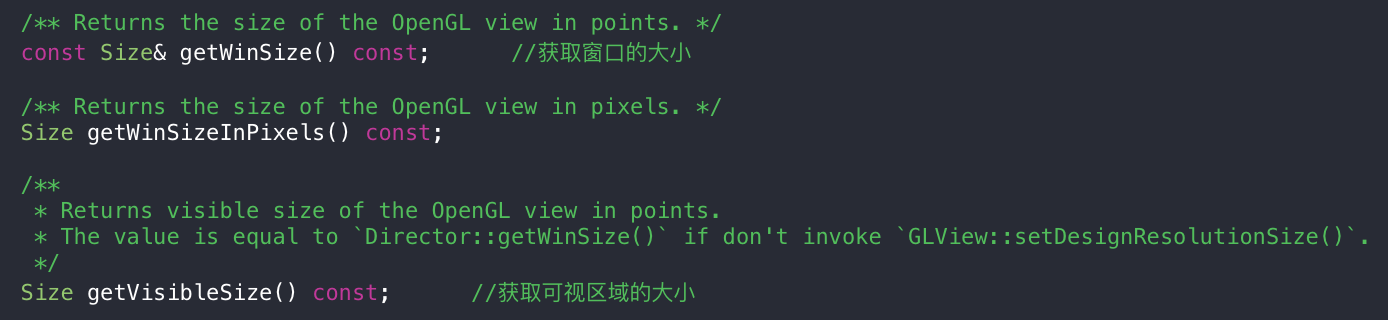 /** Returns the size of the OpenGL view in points. */
const Size& getWinSize() const;      //获取窗口的大小
/** Returns the size of the OpenGL view in pixels. */
Size getWinSizeInPixels() const;
/**
 * Returns visible size of the OpenGL view in points.
 * The value is equal to `Director::getWinSize()` if don't invoke `GLView::setDesignResolutionSize()`.
 */
Size getVisibleSize() const;      //获取可视区域的大小